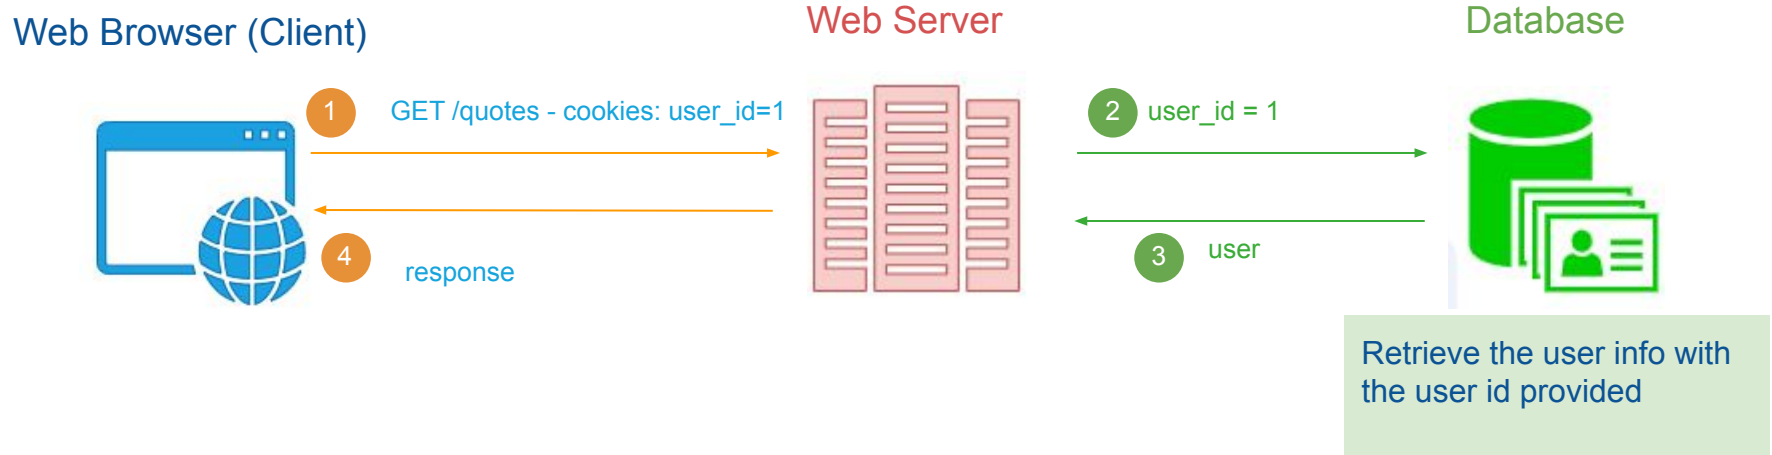 Web Browser (Client)
Web Server
Database
1
GET /quotes - cookies: user_id=1
2
user_id = 1
4
response
3
user
Retrieve the user info with
the user id provided